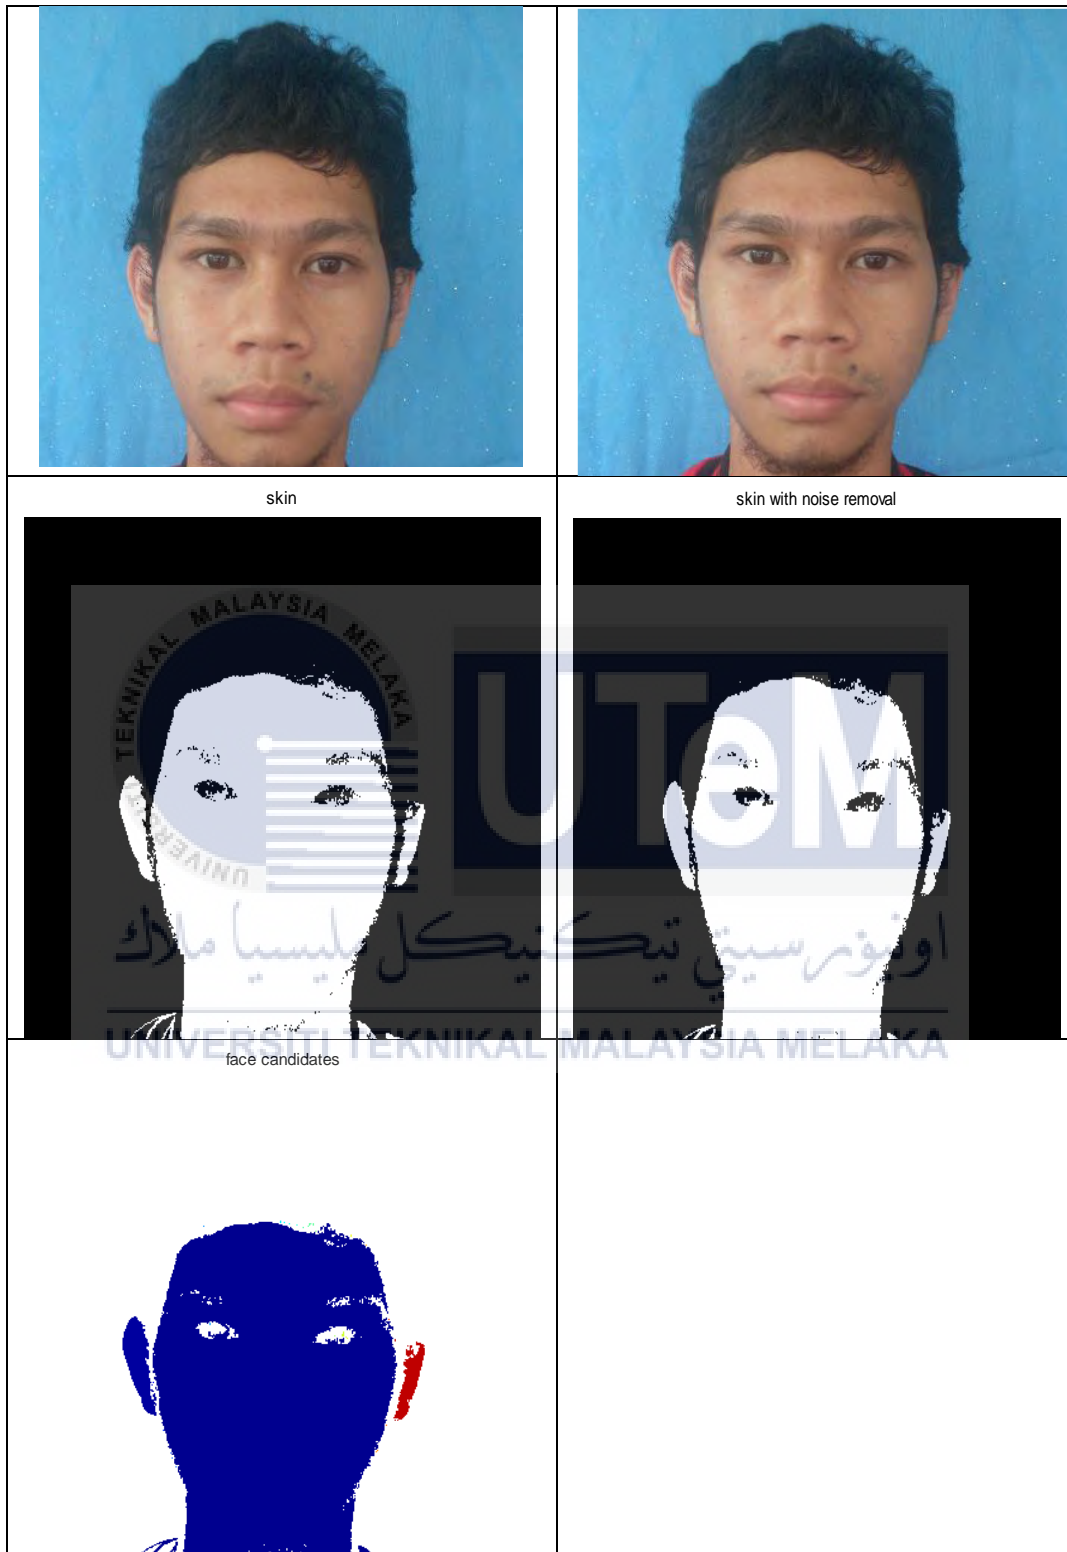 skin
skin with noise removal
UNIVERSITI TEKNIKAL MALAYSIA MELAKA
UTeM
اونيۏرسيتي تيكنيكل مليسيا ملاك
UNIVERSITI TEKNIKAL MALAYSIA MELAKA
face candidates